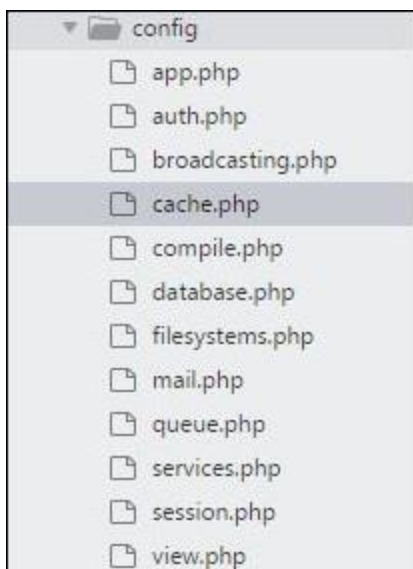 config
app.php
auth.php
broadcasting.php
cache.php
compile.php
database.php
filesystems.php
mail.php
queue.php
services.php
session.php
view.php